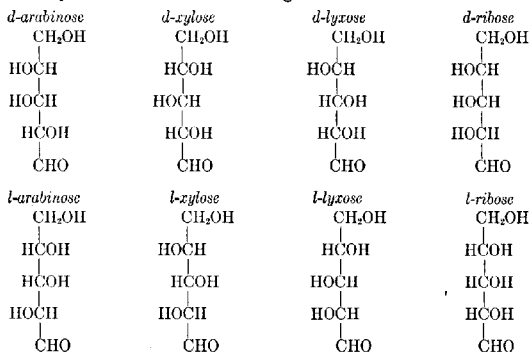 d-arabinose d-xylose d-lyxose d-ribose
CH₂OH CH₂OH CH₂OH CH₂OH
HOCH HCOH HOCH HOCH
HOCH HOCH HCOH HOCH
HCOH HCOH HCOH HOCH
CHO CHO CHO CHO
l-arabinose l-xylose l-lyxose l-ribose
CH₂OH CH₂OH CH₂OH CH₂OH
HCOH HOCH HCOH HCOH
HCOH HCOH HOCH HCOH
HOCH HOCH HOCH HCOH
CHO CHO CHO CHO